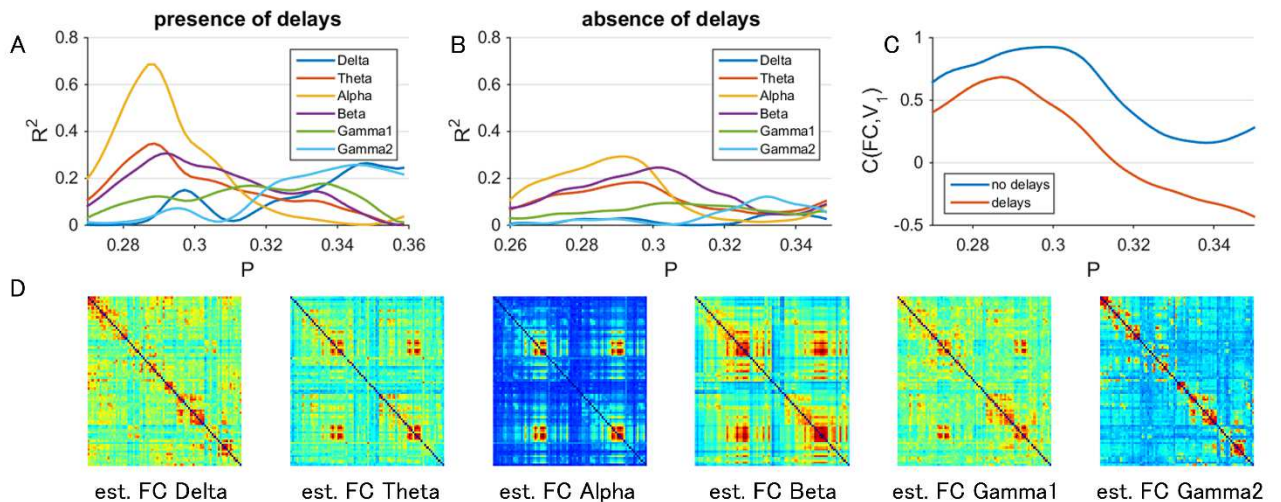 presence of delays
absence of delays
A
B
C
0.8
0.6
0.4
0.2
0
R²
0.28
0.3
0.32
0.34
0.36
P
Delta
Theta
Alpha
Beta
Gamma1
Gamma2
0.8
0.6
0.4
0.2
0
R²
0.26
0.28
0.3
0.32
0.34
P
Delta
Theta
Alpha
Beta
Gamma1
Gamma2
1
0.5
0
-0.5
C(FC,V₁)
0.28
0.3
0.32
0.34
P
no delays
delays
D
est. FC Delta
est. FC Theta
est. FC Alpha
est. FC Beta
est. FC Gamma1
est. FC Gamma2